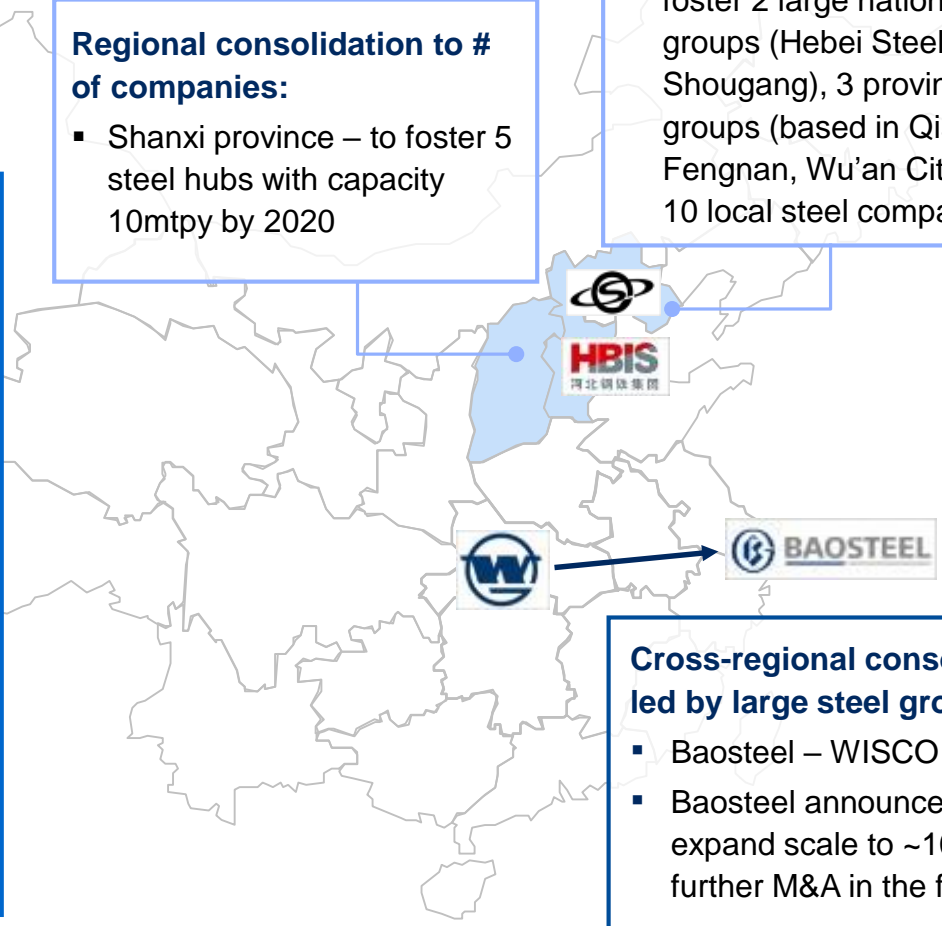 Regional consolidation to #
of companies:
▪ Shanxi province – to foster 5
steel hubs with capacity
10mtpy by 2020
foster 2 large nation
groups (Hebei Steel
Shougang), 3 provin
groups (based in Qi
Fengnan, Wu'an Cit
10 local steel compa
HBIS
河北钢铁集团
W
BAOSTEEL
Cross-regional conso
led by large steel gro
▪ Baosteel – WISCO
▪ Baosteel announce
expand scale to ~10
further M&A in the f